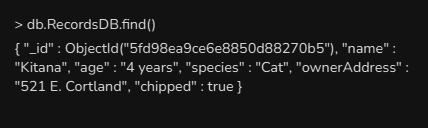 > db.RecordsDB.find()
{ "_id" : ObjectId("5fd98ea9ce6e8850d88270b5"), "name" :
"Kitana", "age" : "4 years", "species" : "Cat", "ownerAddress" :
"521 E. Cortland", "chipped" : true }